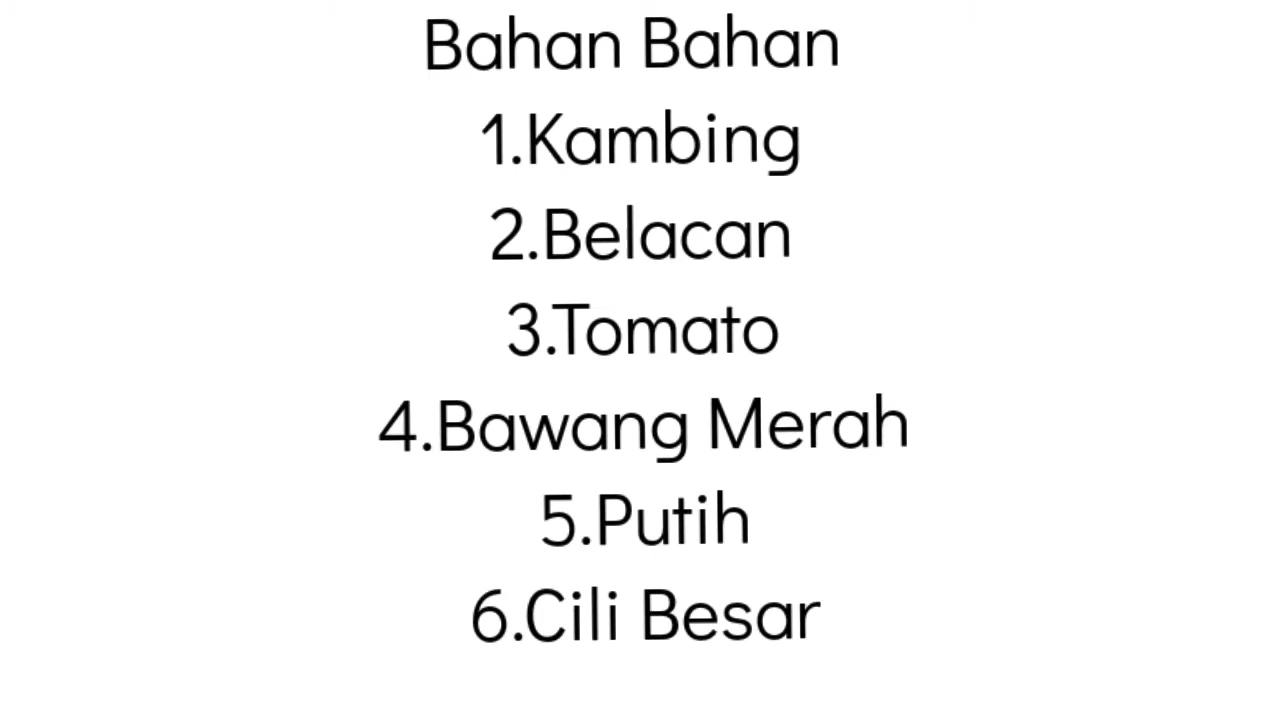 Bahan Bahan
1.Kambing
2.Belacan
3.Tomato
4.Bawang Merah
5.Putih
6.Cili Besar